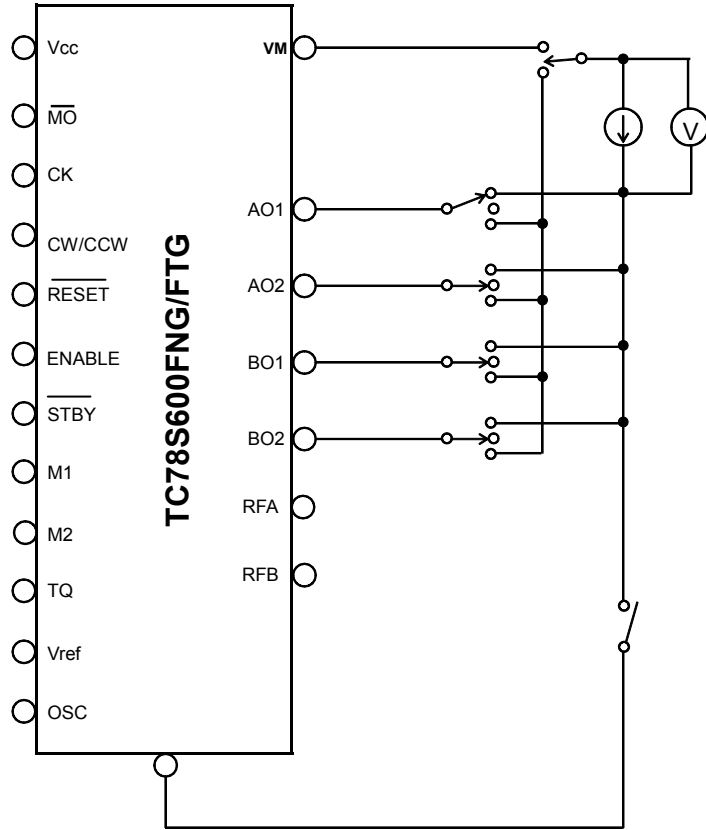 Vcc
MO
CK
CW/CCW
RESET
ENABLE
STBY
M1
M2
TQ
Vref
OSC
TC78S600FNG/FTG
VM
AO1
AO2
BO1
BO2
RFA
RFB
V